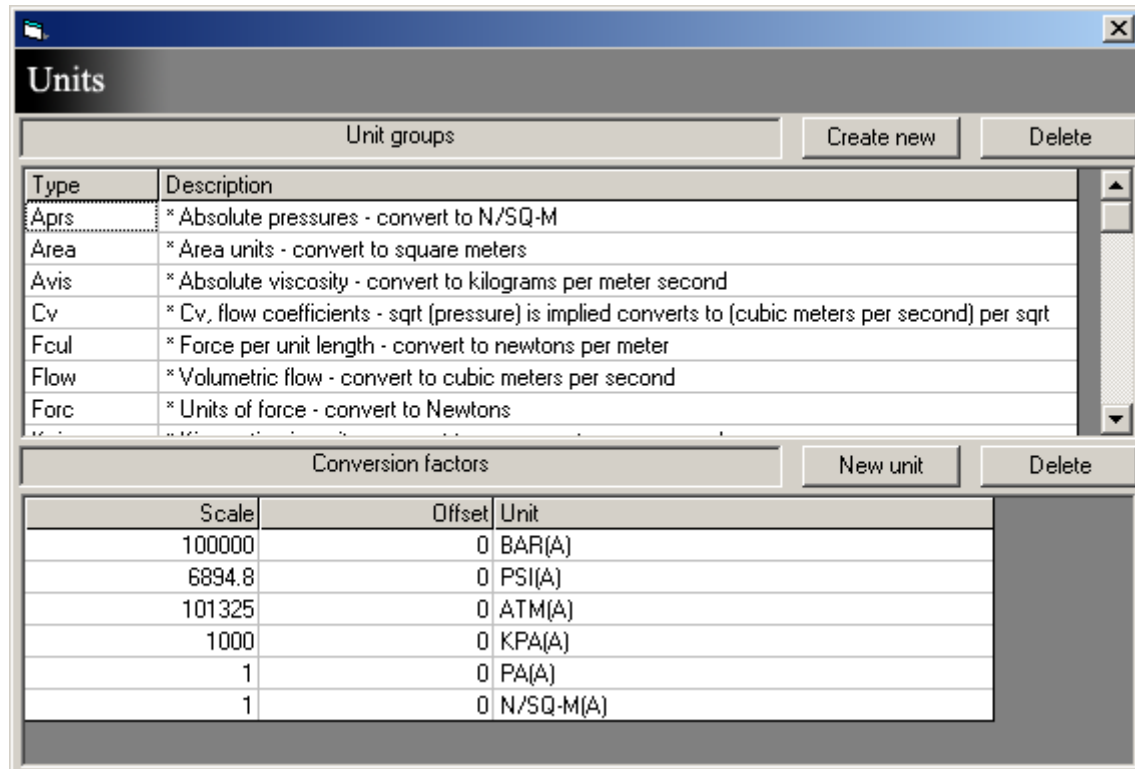 Units
Unit groups Create new Delete
Type Description
Aprs * Absolute pressures - convert to N/SQ-M
Area * Area units - convert to square meters
Avis * Absolute viscosity - convert to kilograms per meter second
Cv * Cv, flow coefficients - sqrt (pressure) is implied converts to (cubic meters per second) per sqrt
Fcul * Force per unit length - convert to newtons per meter
Flow * Volumetric flow - convert to cubic meters per second
Forc * Units of force - convert to Newtons
Conversion factors New unit Delete
Scale Offset Unit
100000 0 BAR(A)
6894.8 0 PSI(A)
101325 0 ATM(A)
1000 0 KPA(A)
1 0 PA(A)
1 0 N/SQ-M(A)